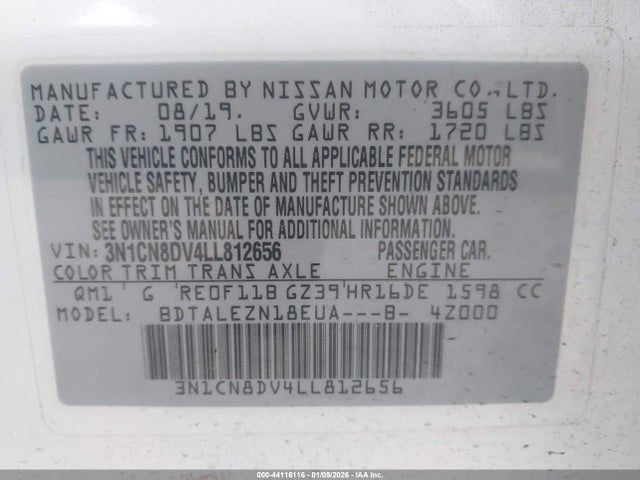 MANUFACTURED BY NISSAN MOTOR CO., LTD.
DATE: 08/19. GVWR: 3605 LBS
GAWR FR: 1907 LBS GAWR RR: 1720 LBS
THIS VEHICLE CONFORMS TO ALL APPLICABLE FEDERAL MOTOR
VEHICLE SAFETY, BUMPER AND THEFT PREVENTION STANDARDS
IN EFFECT ON THE DATE OF MANUFACTURE SHOWN ABOVE.
SEE OWNER'S MANUAL FOR ADDITIONAL INFORMATION.
VIN: 3N1CN8DV4LL812656 PASSENGER CAR.
COLOR TRIM TRANS AXLE ENGINE
QM1 G RE0F11B GZ39 HR16DE 1598 CC
MODEL: BDTALEZN18EUA---B- 4Z000
3N1CN8DV4LL812656
000-44116116 - 01/09/2026 - IAAI.COM